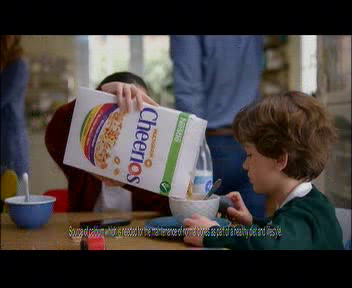 Nestlé
Cheerios
Source of calcium which is needed for the maintenance of normal bones as part of a healthy diet and lifestyle.